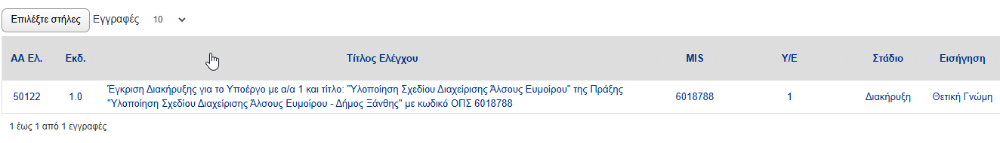 Επιλέξτε στήλες Εγγραφές 10
ΑΑ Ελ. Εκδ. Τίτλος Ελέγχου MIS Υ/Ε Στάδιο Εισήγηση
50122 1.0 Έγκριση Διακήρυξης για το Υποέργο με α/α 1 και τίτλο: "Υλοποίηση Σχεδίου Διαχείρισης Άλσους Ευμοίρου" της Πράξης
"Υλοποίηση Σχεδίου Διαχείρισης Άλσους Ευμοίρου - Δήμος Ξάνθης" με κωδικό ΟΠΣ 6018788 6018788 1 Διακήρυξη Θετική Γνώμη
1 έως 1 από 1 εγγραφές